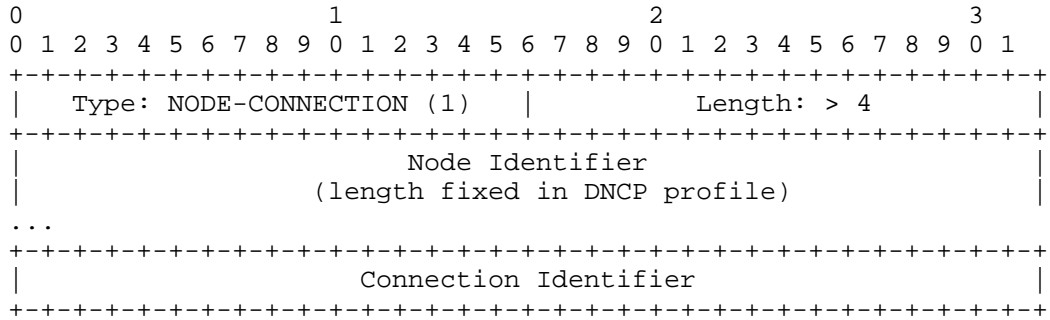 0                   1                   2                   3
0 1 2 3 4 5 6 7 8 9 0 1 2 3 4 5 6 7 8 9 0 1 2 3 4 5 6 7 8 9 0 1
+-+-+-+-+-+-+-+-+-+-+-+-+-+-+-+-+-+-+-+-+-+-+-+-+-+-+-+-+-+-+-+-+
|   Type: NODE-CONNECTION (1)   |          Length: > 4          |
+-+-+-+-+-+-+-+-+-+-+-+-+-+-+-+-+-+-+-+-+-+-+-+-+-+-+-+-+-+-+-+-+
|                        Node Identifier                        |
|                  (length fixed in DNCP profile)               |
...
+-+-+-+-+-+-+-+-+-+-+-+-+-+-+-+-+-+-+-+-+-+-+-+-+-+-+-+-+-+-+-+-+
|                     Connection Identifier                     |
+-+-+-+-+-+-+-+-+-+-+-+-+-+-+-+-+-+-+-+-+-+-+-+-+-+-+-+-+-+-+-+-+